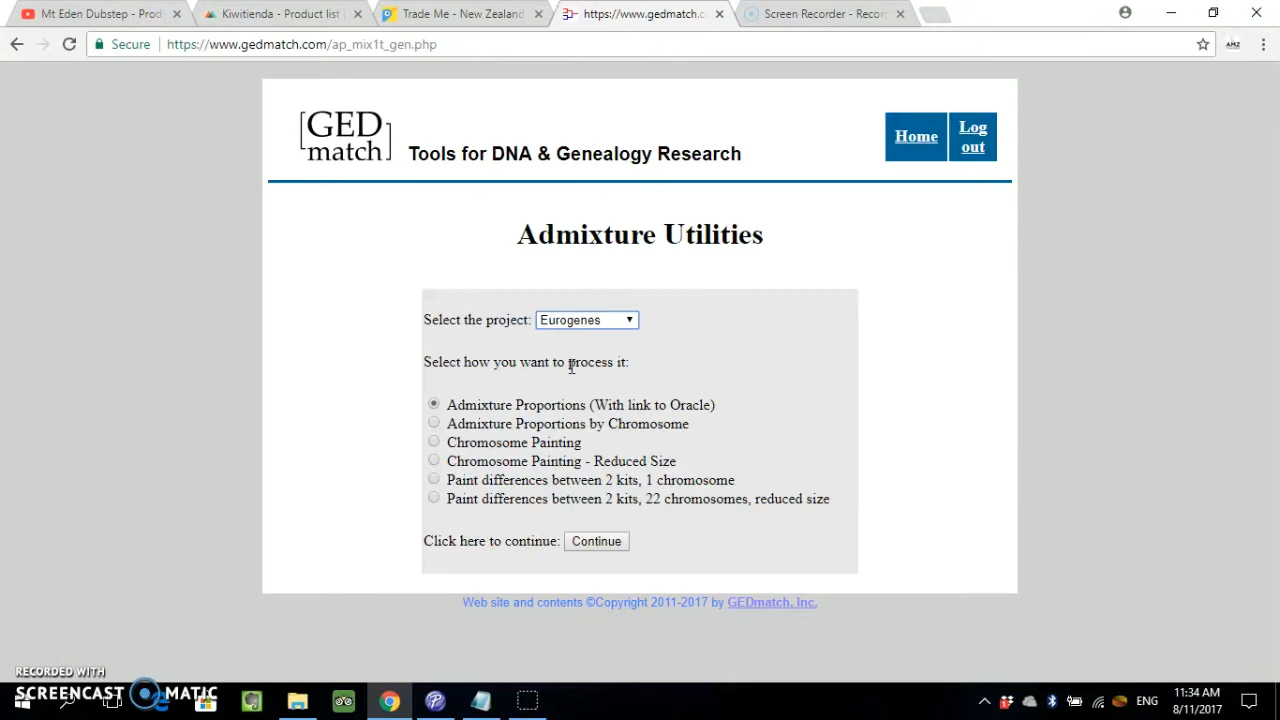 Mt Eden Dubstep - Prod
Kiwitienda - Product list
Trade Me - New Zealand
https://www.gedmatch.co
Screen Recorder - Recor
Secure
https://www.gedmatch.com/ap_mix1t_gen.php
AMZ
[GED
match]
Tools for DNA & Genealogy Research
Home
Log
out
Admixture Utilities
Select the project: Eurogenes
Select how you want to process it:
Admixture Proportions (With link to Oracle)
Admixture Proportions by Chromosome
Chromosome Painting
Chromosome Painting - Reduced Size
Paint differences between 2 kits, 1 chromosome
Paint differences between 2 kits, 22 chromosomes, reduced size
Click here to continue: Continue
Web site and contents ©Copyright 2011-2017 by GEDmatch, Inc.
RECORDED WITH
SCREENCAST MATIC
ENG
11:34 AM
8/11/2017